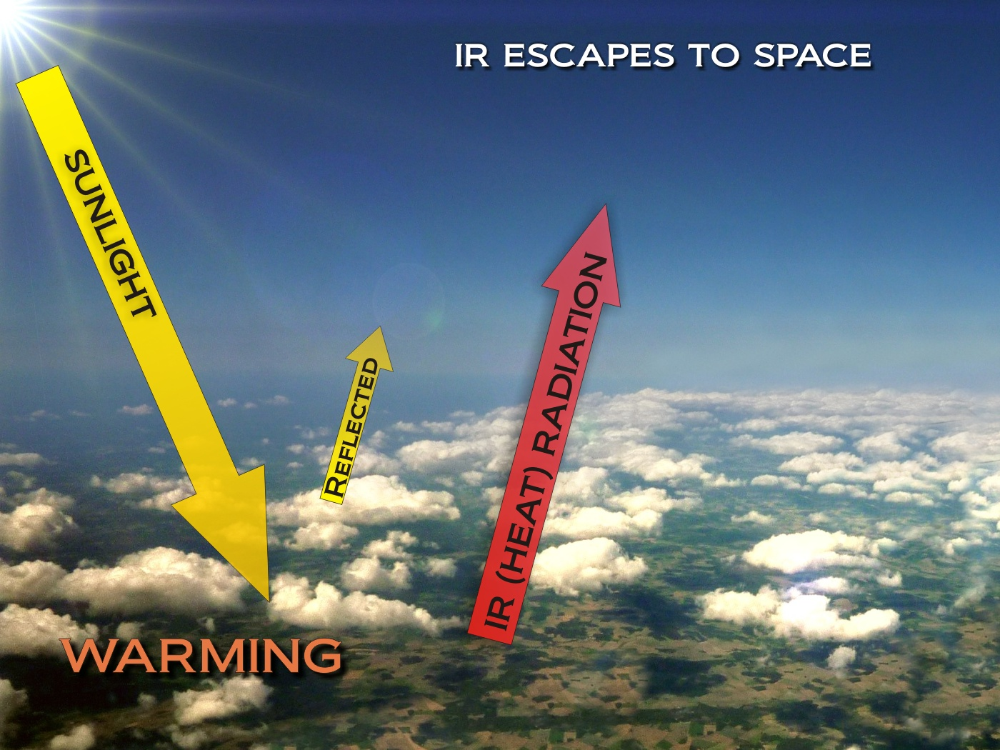 IR ESCAPES TO SPACE
SUNLIGHT
REFLECTED
IR (HEAT) RADIATION
WARMING